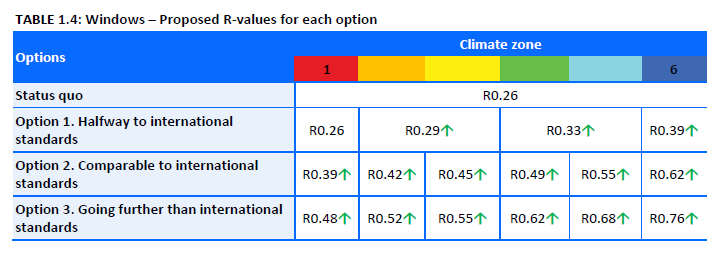 TABLE 1.4: Windows – Proposed R-values for each option
Options
Climate zone
1 6
Status quo R0.26
Option 1. Halfway to international
standards
R0.26 R0.29↑ R0.33↑ R0.39↑
Option 2. Comparable to international
standards
R0.39↑ R0.42↑ R0.45↑ R0.49↑ R0.55↑ R0.62↑
Option 3. Going further than international
standards
R0.48↑ R0.52↑ R0.55↑ R0.62↑ R0.68↑ R0.76↑